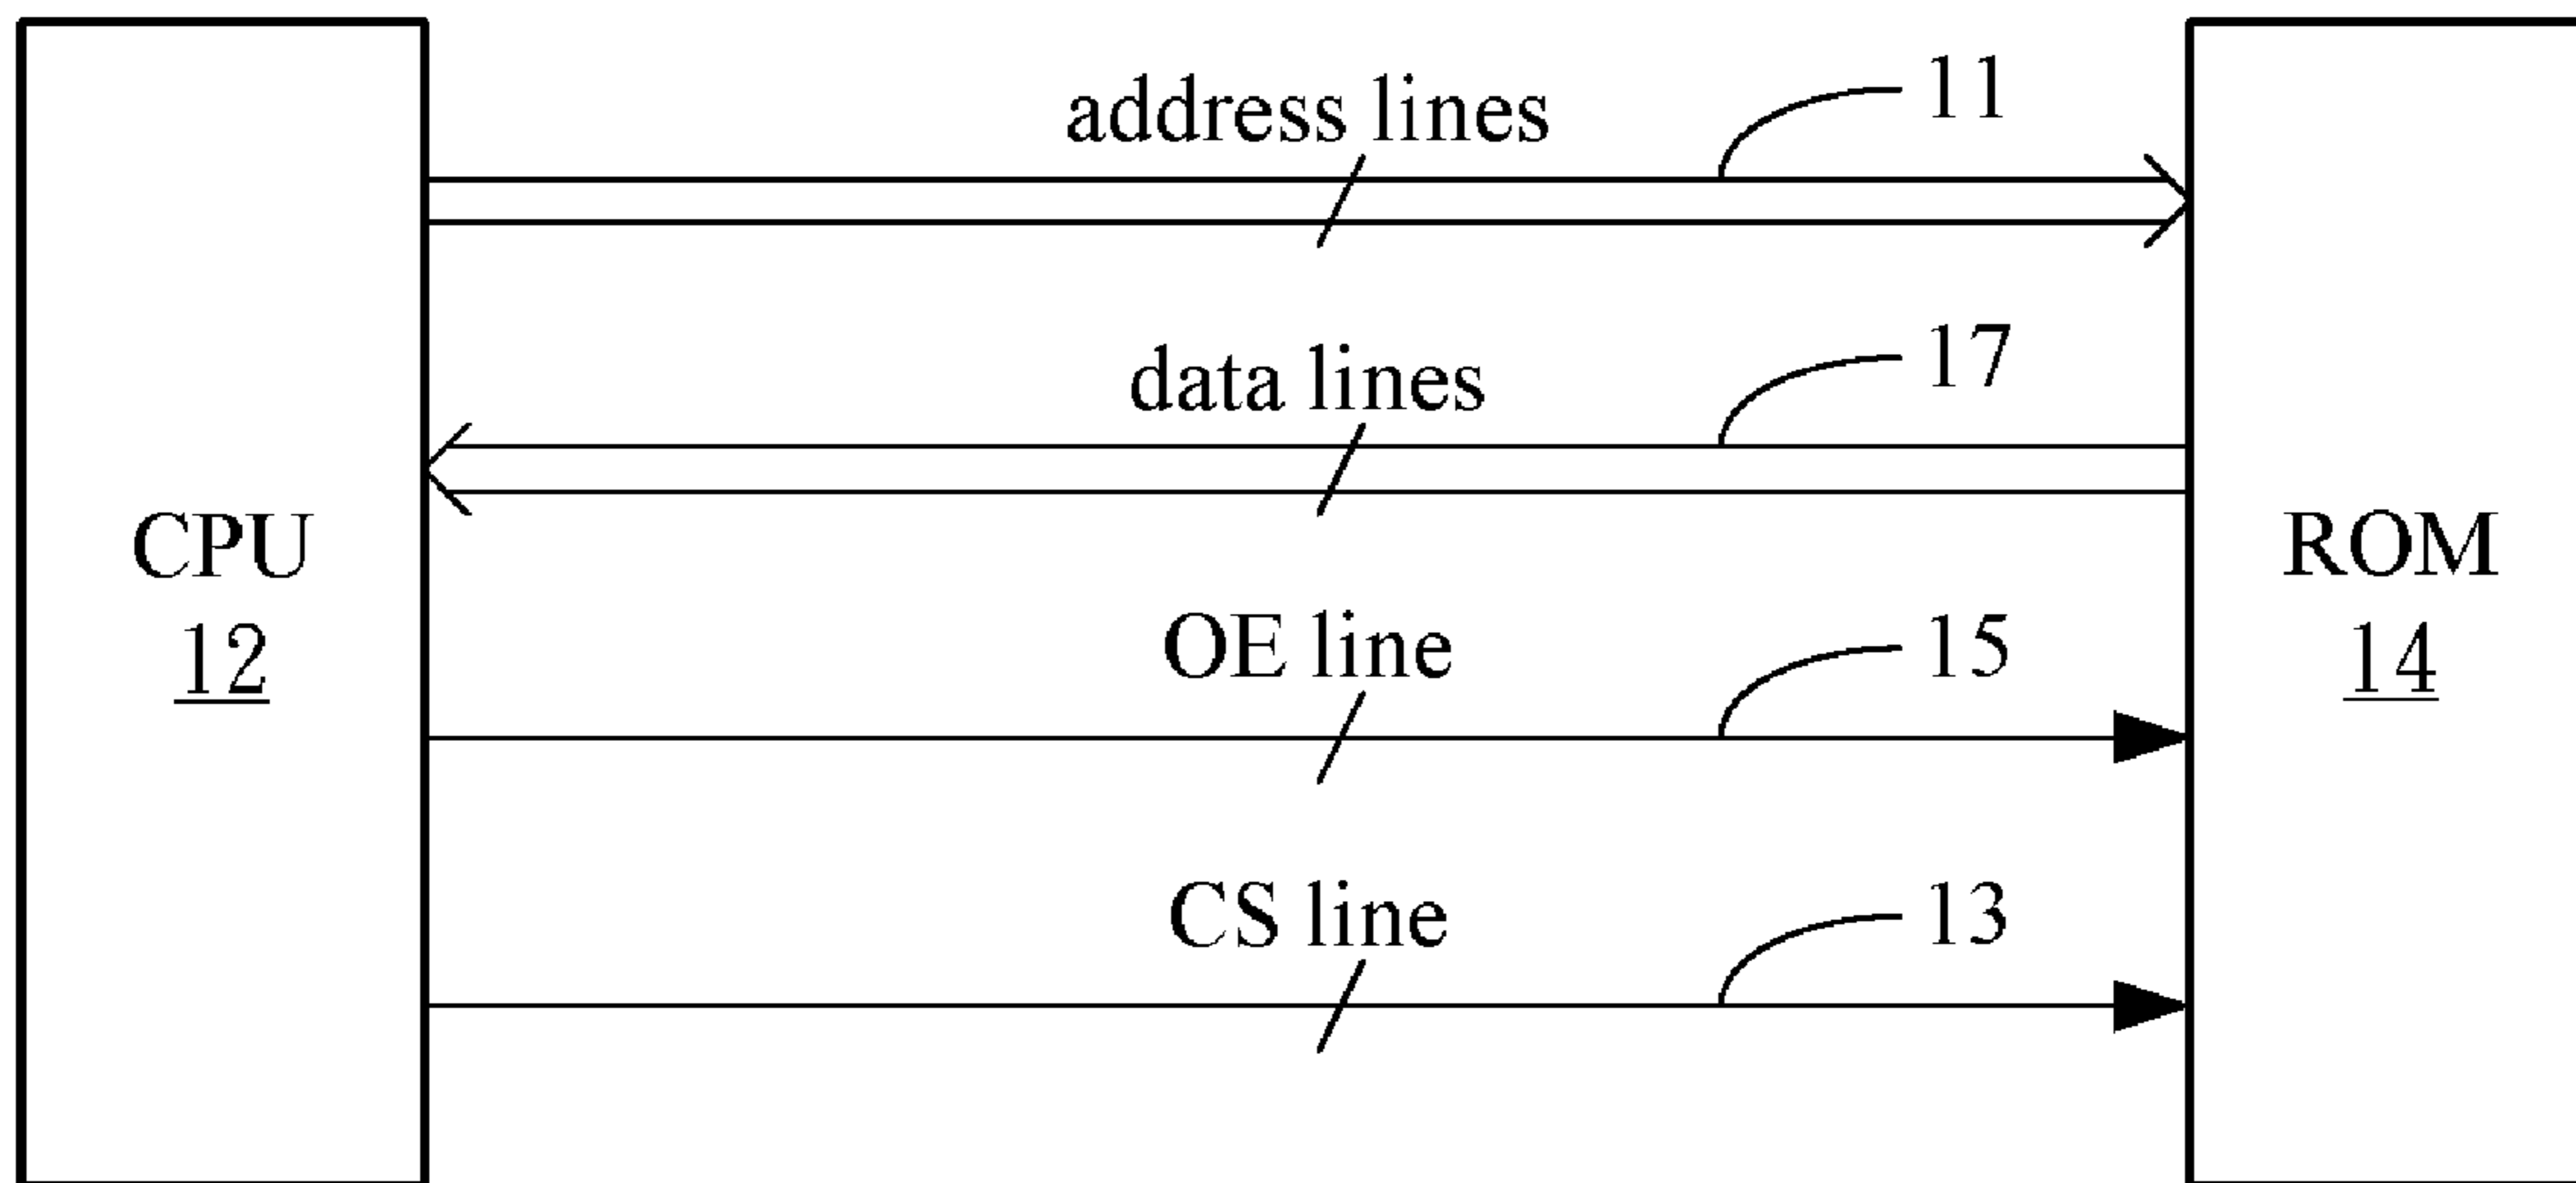 address lines
11
data lines
17
CPU
12
OE line
15
ROM
14
CS line
13